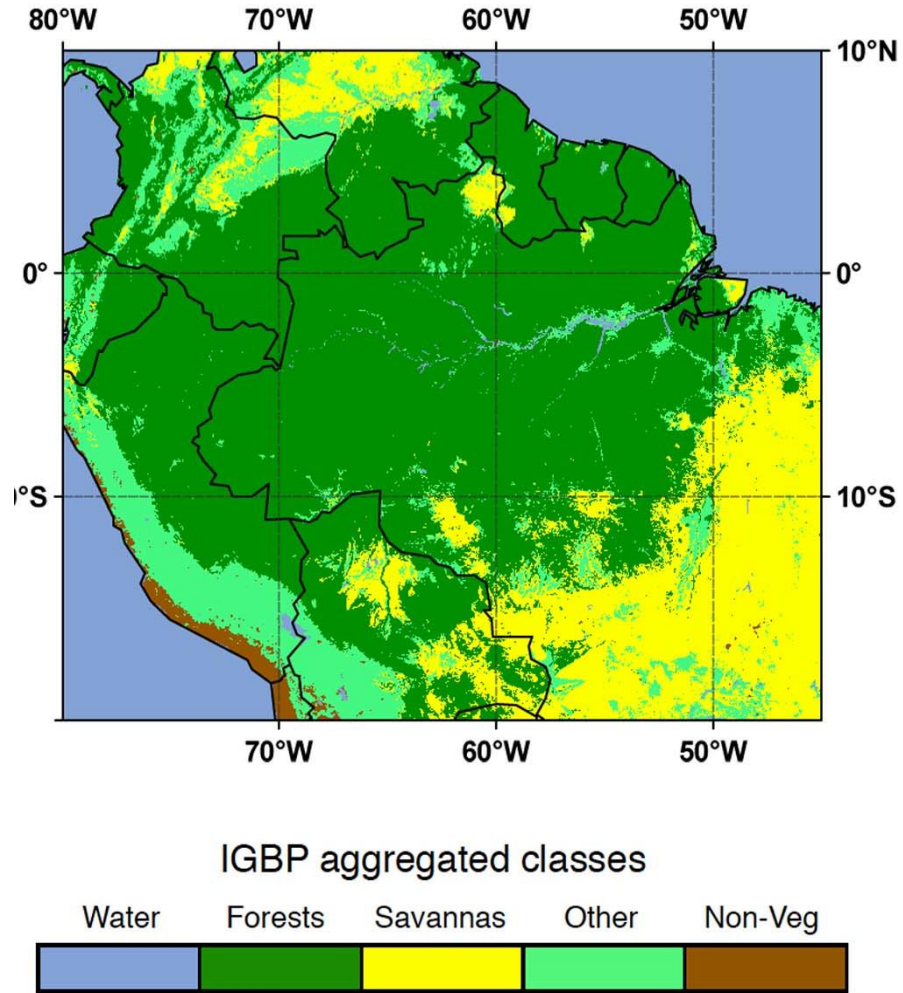 80°W 70°W 60°W 50°W
10°N
0° 0°
°S 10°S
70°W 60°W 50°W
IGBP aggregated classes
Water Forests Savannas Other Non-Veg